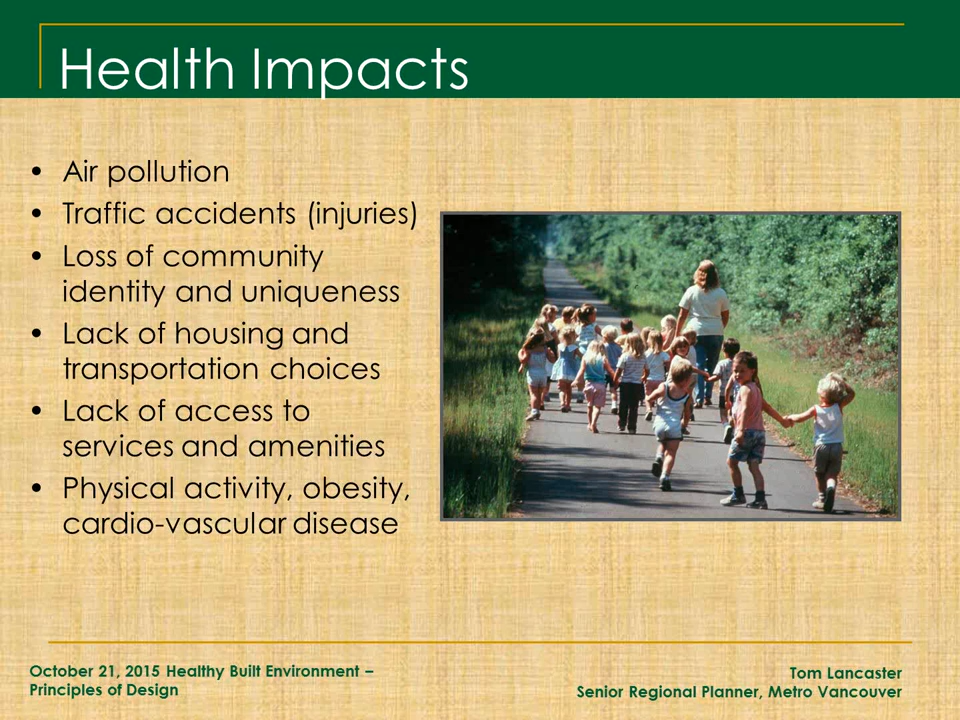 Health Impacts
• Air pollution
• Traffic accidents (injuries)
• Loss of community
identity and uniqueness
• Lack of housing and
transportation choices
• Lack of access to
services and amenities
• Physical activity, obesity,
cardio-vascular disease
October 21, 2015 Healthy Built Environment –
Principles of Design
Tom Lancaster
Senior Regional Planner, Metro Vancouver